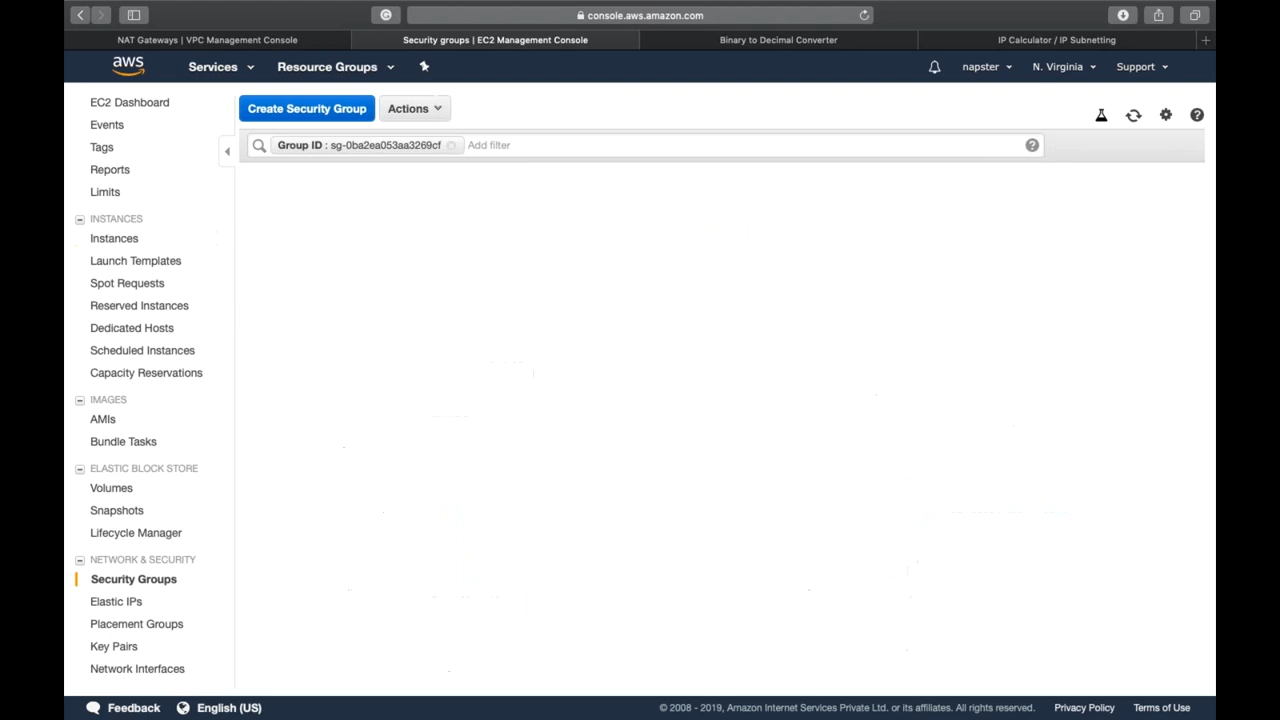 console.aws.amazon.com
NAT Gateways | VPC Management Console
Security groups | EC2 Management Console
Binary to Decimal Converter
IP Calculator / IP Subnetting
aws
Services
Resource Groups
napster
N. Virginia
Support
EC2 Dashboard
Events
Tags
Reports
Limits
INSTANCES
Instances
Launch Templates
Spot Requests
Reserved Instances
Dedicated Hosts
Scheduled Instances
Capacity Reservations
IMAGES
AMIs
Bundle Tasks
ELASTIC BLOCK STORE
Volumes
Snapshots
Lifecycle Manager
NETWORK & SECURITY
Security Groups
Elastic IPs
Placement Groups
Key Pairs
Network Interfaces
Create Security Group
Actions
Group ID : sg-0ba2ea053aa3269cf
Add filter
Feedback
English (US)
© 2008 - 2019, Amazon Internet Services Private Ltd. or its affiliates. All rights reserved.
Privacy Policy
Terms of Use